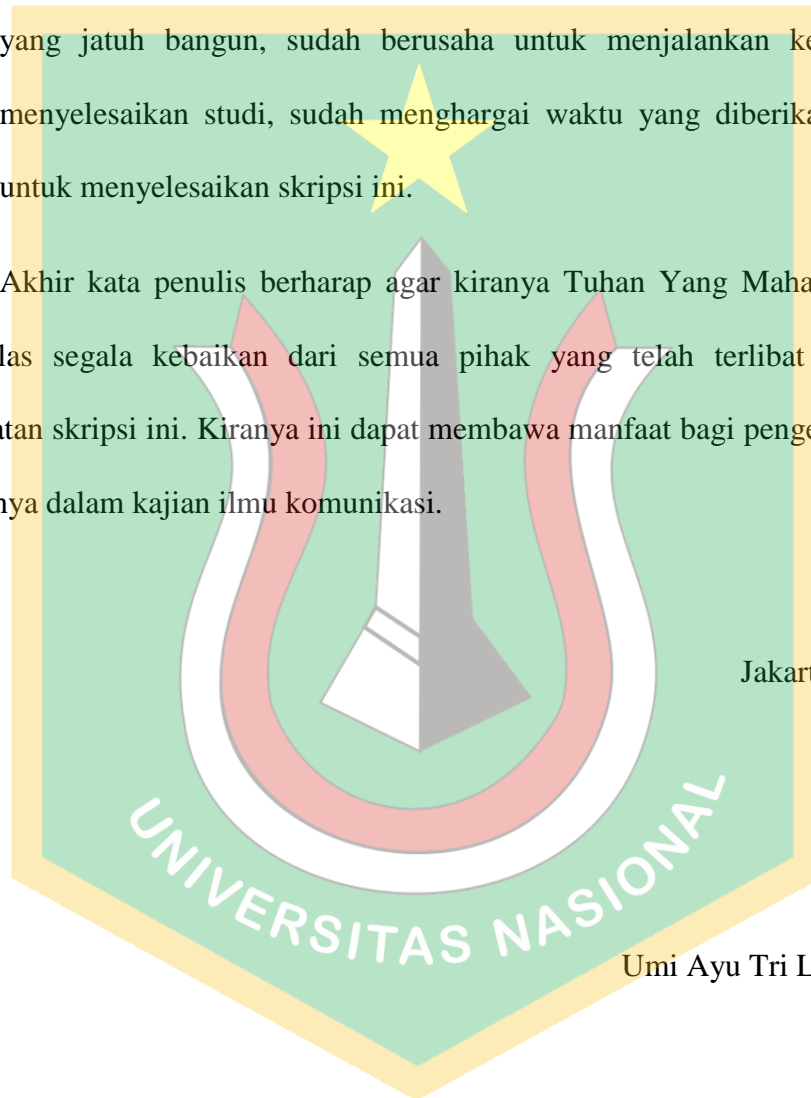 yang jatuh bangun, sudah berusaha untuk menjalankan ke
menyelesaikan studi, sudah menghargai waktu yang diberika
untuk menyelesaikan skripsi ini.
Akhir kata penulis berharap agar kiranya Tuhan Yang Maha
las segala kebaikan dari semua pihak yang telah terlibat
tan skripsi ini. Kiranya ini dapat membawa manfaat bagi penge
nya dalam kajian ilmu komunikasi.
Jakart
UNIVERSITAS NASIONAL
Umi Ayu Tri L